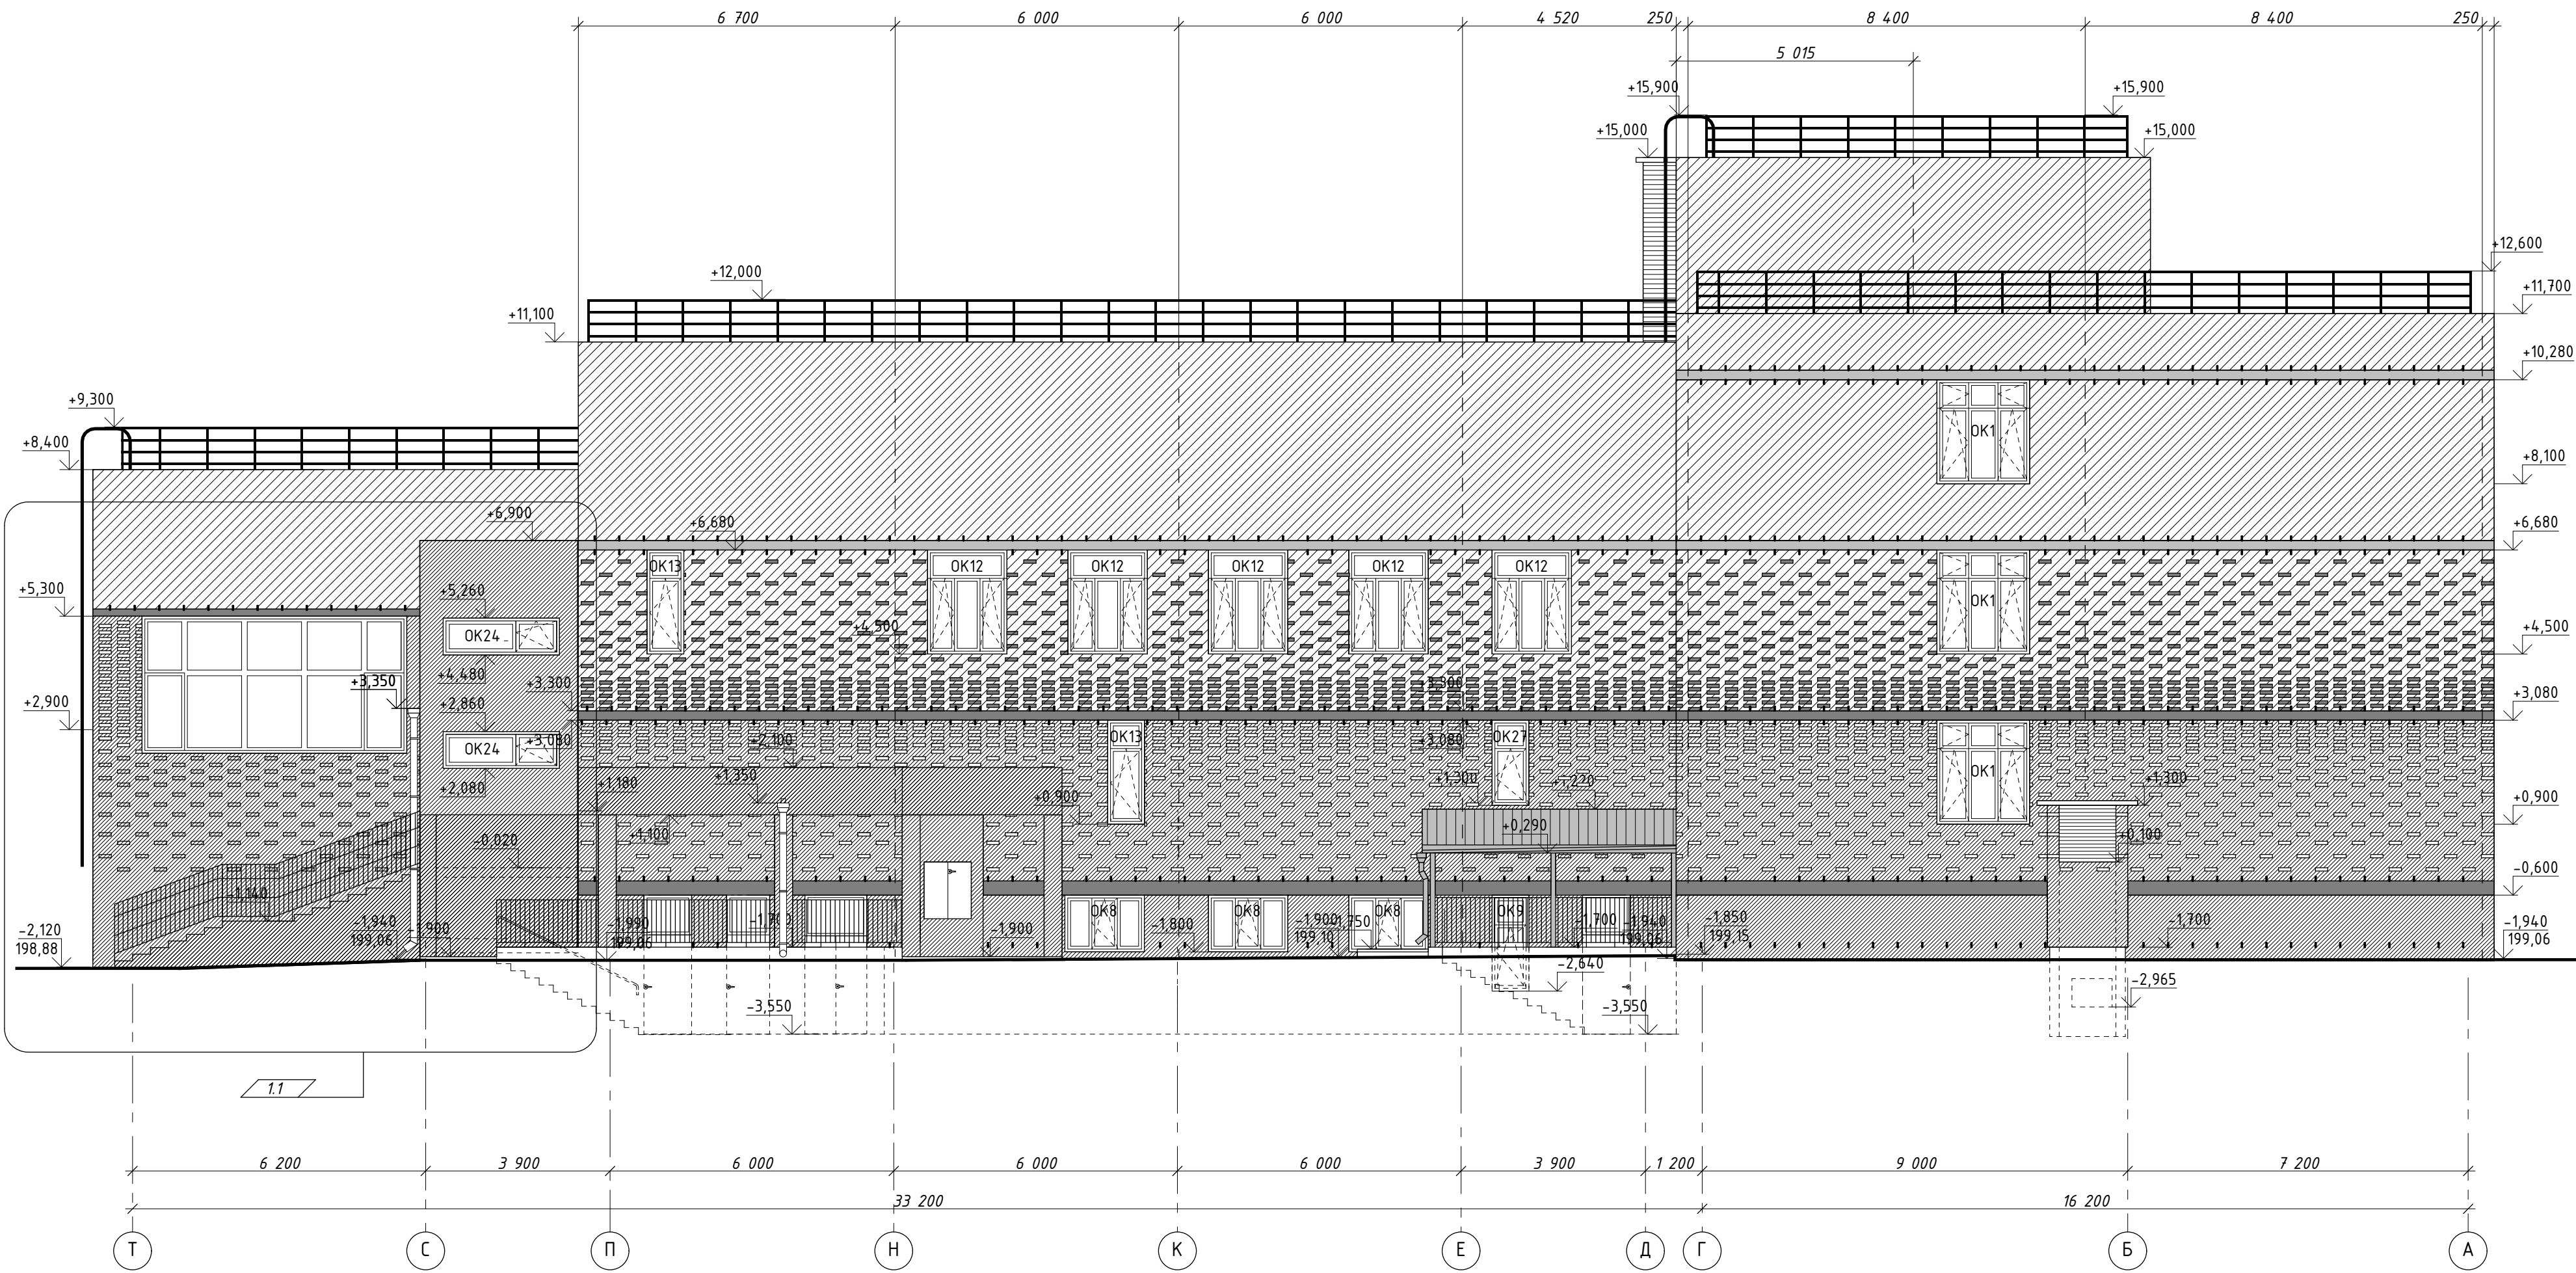 6 700 6 000 6 000 4 520 250 8 400 8 400 250
5 015
+15,900 +15,900
+15,000 +15,000
+12,600
+12,000
+11,700
+11,100
+10,280
+9,300
+8,400
ОК1
+8,100
+6,900 +6,680 +6,680
ОК13 ОК12 ОК12 ОК12 ОК12 ОК12
+5,300 +5,260 ОК1
ОК24 +4,500 +4,500
+4,480
+3,350 +3,300 +3,300
+2,900 +2,860 +3,080
ОК24 +3,080 +2,100 ОК13 +3,080 ОК27
ОК1
+2,080 +1,180 +1,350 +0,900 +1,300 +1,220 +1,300
+0,900
+1,100 +0,290 +0,100
-0,020
-0,600
-1,140 ОК8 ОК8 ОК8 ОК9
-1,940 -1,900 -1,990 -1,700 -1,900 -1,800 -1,900 -1,750 -1,700 -1,940 -1,850 -1,700 -1,940
-2,120 199,06 199,06 199,10 199,06 199,15 199,06
198,88
-2,640
-2,965
-3,550 -3,550
1.1
6 200 3 900 6 000 6 000 6 000 3 900 1 200 9 000 7 200
33 200 16 200
Т С П Н К Е Д Г Б А